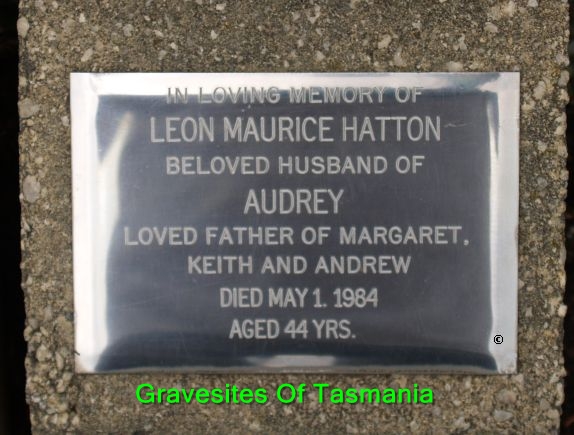 IN LOVING MEMORY OF
LEON MAURICE HATTON
BELOVED HUSBAND OF
AUDREY
LOVED FATHER OF MARGARET,
KEITH AND ANDREW
DIED MAY 1. 1984
AGED 44 YRS.
©
Gravesites Of Tasmania